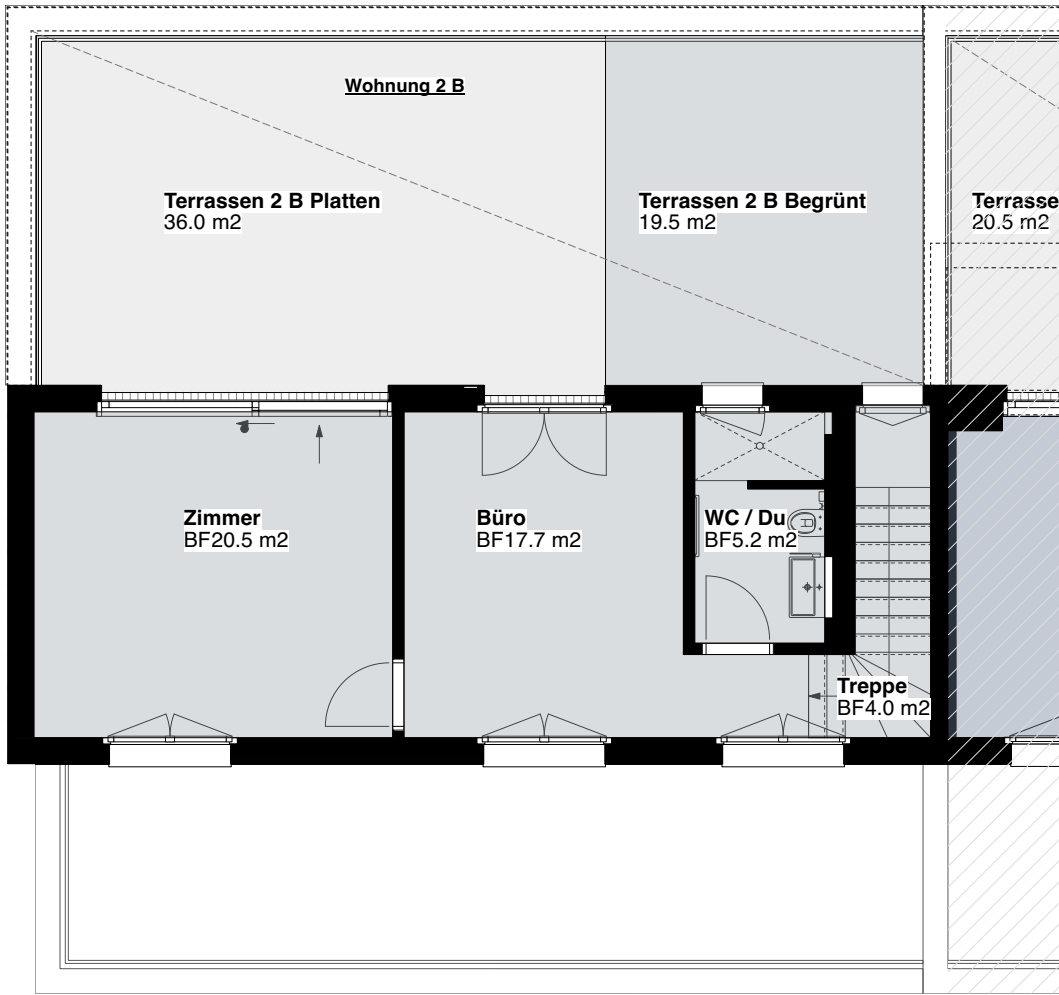 Wohnung 2 B
Terrassen 2 B Platten
36.0 m2
Terrassen 2 B Begrünt
19.5 m2
Terrasse
20.5 m2
Zimmer
BF20.5 m2
Büro
BF17.7 m2
WC / Du
BF5.2 m2
Treppe
BF4.0 m2